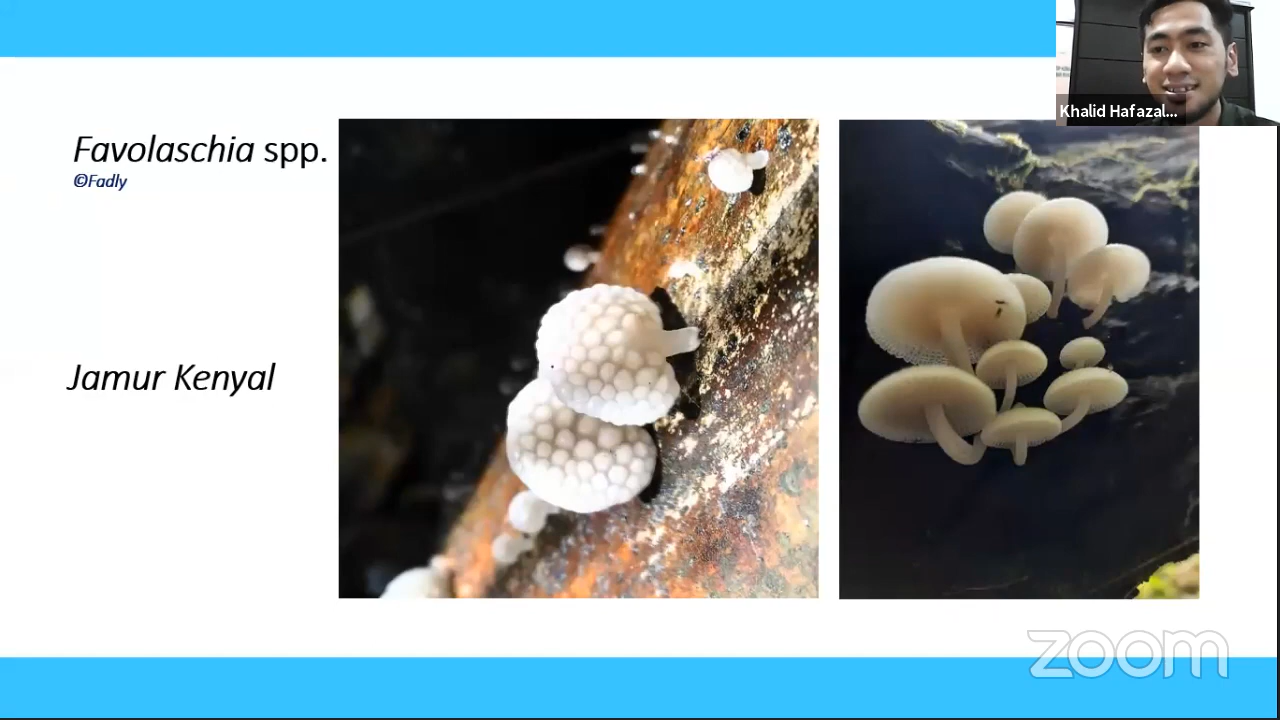 Khalid Hafazal...
Favolaschia spp.
©Fadly
Jamur Kenyal
zoom